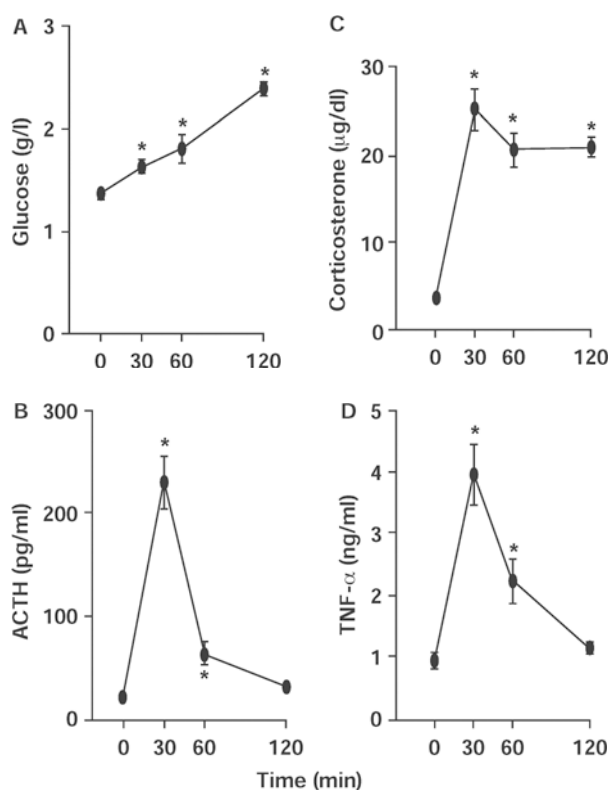 A
Glucose (g/l)
3
2
1
0
*
*
*
0 30 60 120
C
Corticosterone (µg/dl)
30
20
10
0
*
*
*
0 30 60 120
B
ACTH (pg/ml)
300
200
100
0
*
*
0 30 60 120
D
TNF-α (ng/ml)
5
4
3
2
1
0
*
*
0 30 60 120
Time (min)